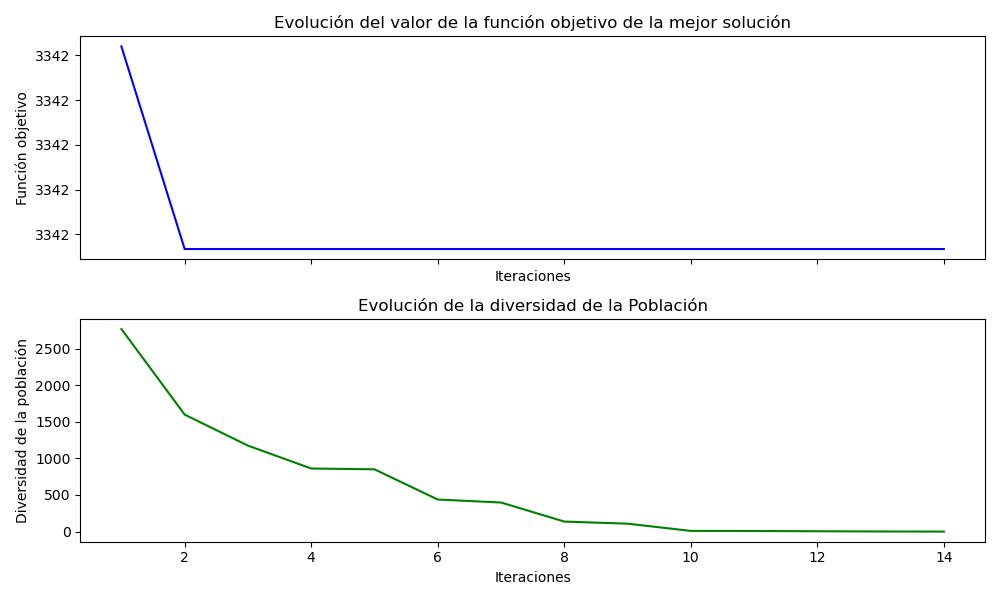 Evolución del valor de la función objetivo de la mejor solución
Función objetivo
3342
3342
3342
3342
3342
Iteraciones
Evolución de la diversidad de la Población
Diversidad de la población
2500
2000
1500
1000
500
0
2 4 6 8 10 12 14
Iteraciones